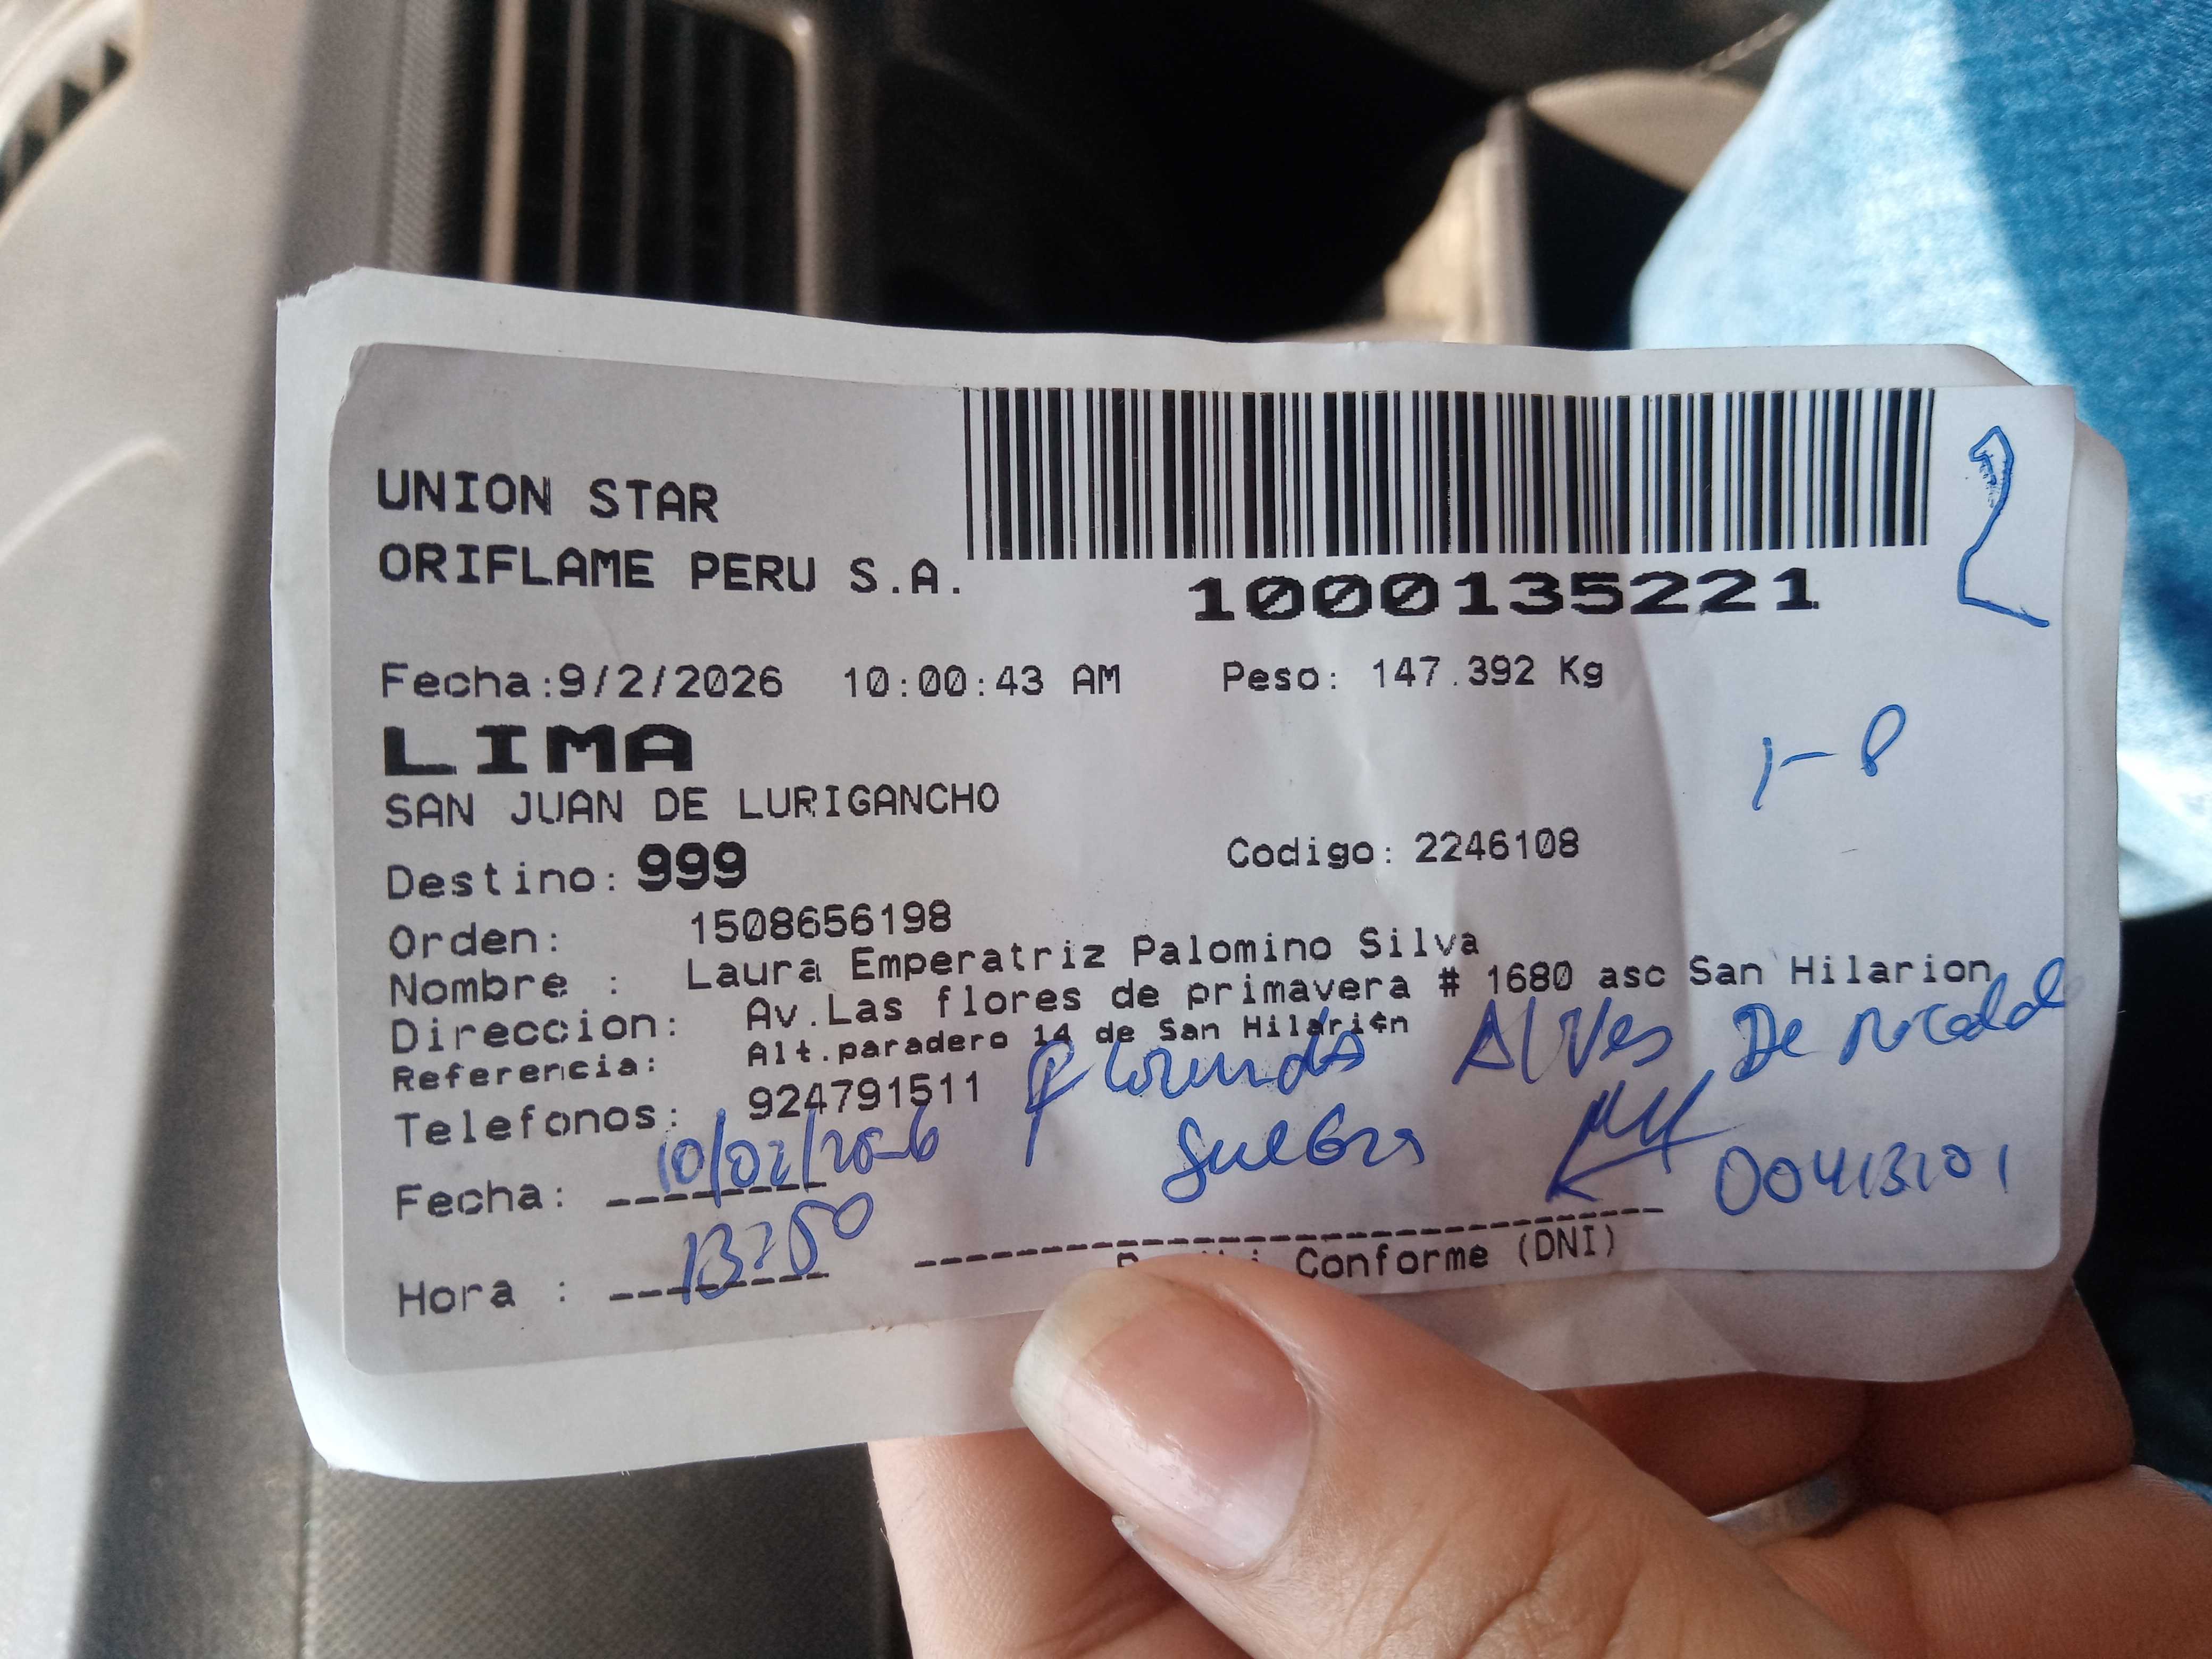 UNION STAR
ORIFLAME PERU S.A.
1000135221
2
Fecha:9/2/2026 10:00:43 AM Peso: 147.392 Kg
LIMA
1-8
SAN JUAN DE LURIGANCHO
Destino: 999 Codigo: 2246108
Orden: 1508656198
Nombre : Laura Emperatriz Palomino Silva
Direccion: Av.Las flores de primavera # 1680 asc San Hilarion
Referencia: Alt.paradero 14 de San Hilarión
Alves De
Telefonos: 924791511
Fecha: 10/02/2026
Hora : 13:50
Conforme (DNI)